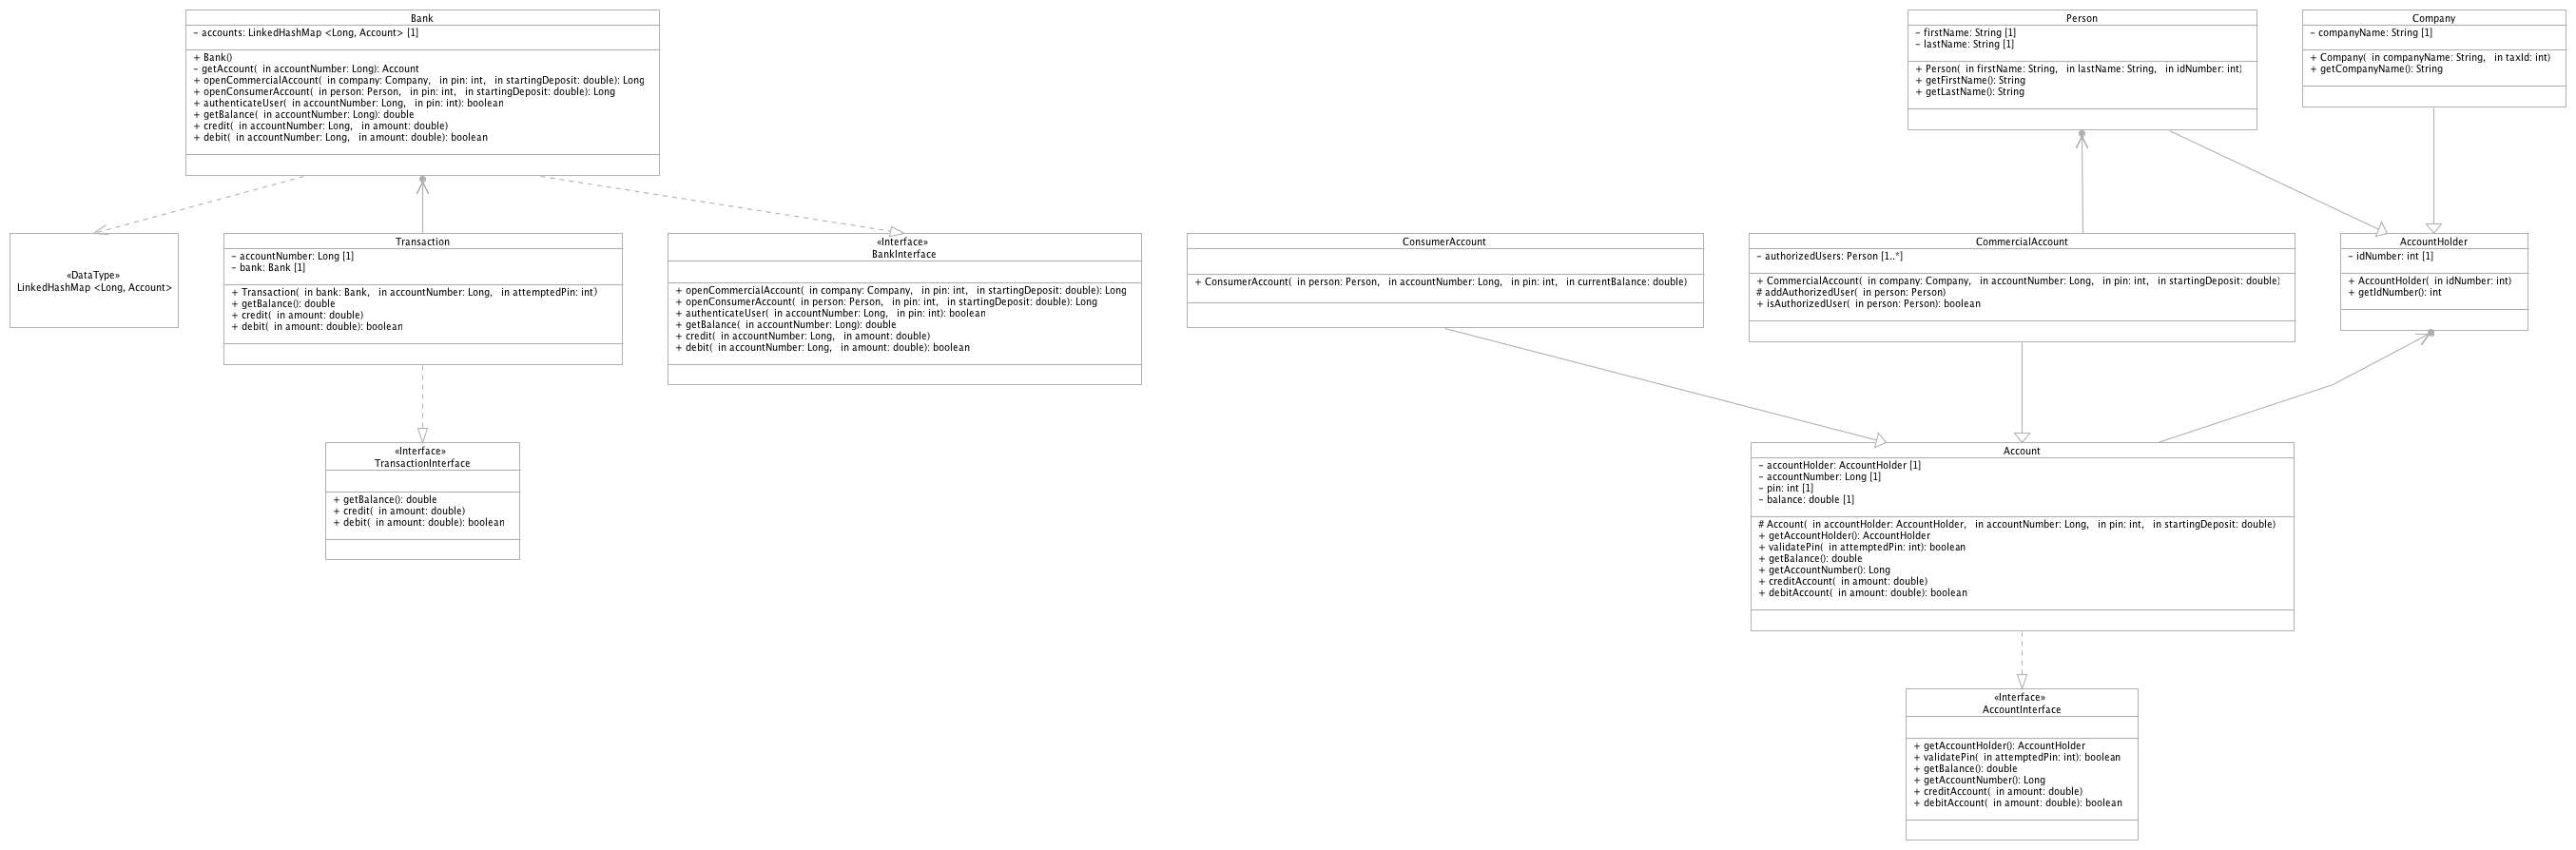 Bank
– accounts: LinkedHashMap <Long, Account> [1]
+ Bank()
– getAccount( in accountNumber: Long): Account
+ openCommercialAccount( in company: Company, in pin: int, in startingDeposit: double): Long
+ openConsumerAccount( in person: Person, in pin: int, in startingDeposit: double): Long
+ authenticateUser( in accountNumber: Long, in pin: int): boolean
+ getBalance( in accountNumber: Long): double
+ credit( in accountNumber: Long, in amount: double)
+ debit( in accountNumber: Long, in amount: double): boolean
Person
– firstName: String [1]
– lastName: String [1]
+ Person( in firstName: String, in lastName: String, in idNumber: int)
+ getFirstName(): String
+ getLastName(): String
Company
– companyName: String [1]
+ Company( in companyName: String, in taxId: int)
+ getCompanyName(): String
«DataType»
LinkedHashMap <Long, Account>
Transaction
– accountNumber: Long [1]
– bank: Bank [1]
+ Transaction( in bank: Bank, in accountNumber: Long, in attemptedPin: int)
+ getBalance(): double
+ credit( in amount: double)
+ debit( in amount: double): boolean
«Interface»
BankInterface
+ openCommercialAccount( in company: Company, in pin: int, in startingDeposit: double): Long
+ openConsumerAccount( in person: Person, in pin: int, in startingDeposit: double): Long
+ authenticateUser( in accountNumber: Long, in pin: int): boolean
+ getBalance( in accountNumber: Long): double
+ credit( in accountNumber: Long, in amount: double)
+ debit( in accountNumber: Long, in amount: double): boolean
ConsumerAccount
+ ConsumerAccount( in person: Person, in accountNumber: Long, in pin: int, in currentBalance: double)
CommercialAccount
– authorizedUsers: Person [1..*]
+ CommercialAccount( in company: Company, in accountNumber: Long, in pin: int, in startingDeposit: double)
# addAuthorizedUser( in person: Person)
+ isAuthorizedUser( in person: Person): boolean
AccountHolder
– idNumber: int [1]
+ AccountHolder( in idNumber: int)
+ getIdNumber(): int
«Interface»
TransactionInterface
+ getBalance(): double
+ credit( in amount: double)
+ debit( in amount: double): boolean
Account
– accountHolder: AccountHolder [1]
– accountNumber: Long [1]
– pin: int [1]
– balance: double [1]
# Account( in accountHolder: AccountHolder, in accountNumber: Long, in pin: int, in startingDeposit: double)
+ getAccountHolder(): AccountHolder
+ validatePin( in attemptedPin: int): boolean
+ getBalance(): double
+ getAccountNumber(): Long
+ creditAccount( in amount: double)
+ debitAccount( in amount: double): boolean
«Interface»
AccountInterface
+ getAccountHolder(): AccountHolder
+ validatePin( in attemptedPin: int): boolean
+ getBalance(): double
+ getAccountNumber(): Long
+ creditAccount( in amount: double)
+ debitAccount( in amount: double): boolean